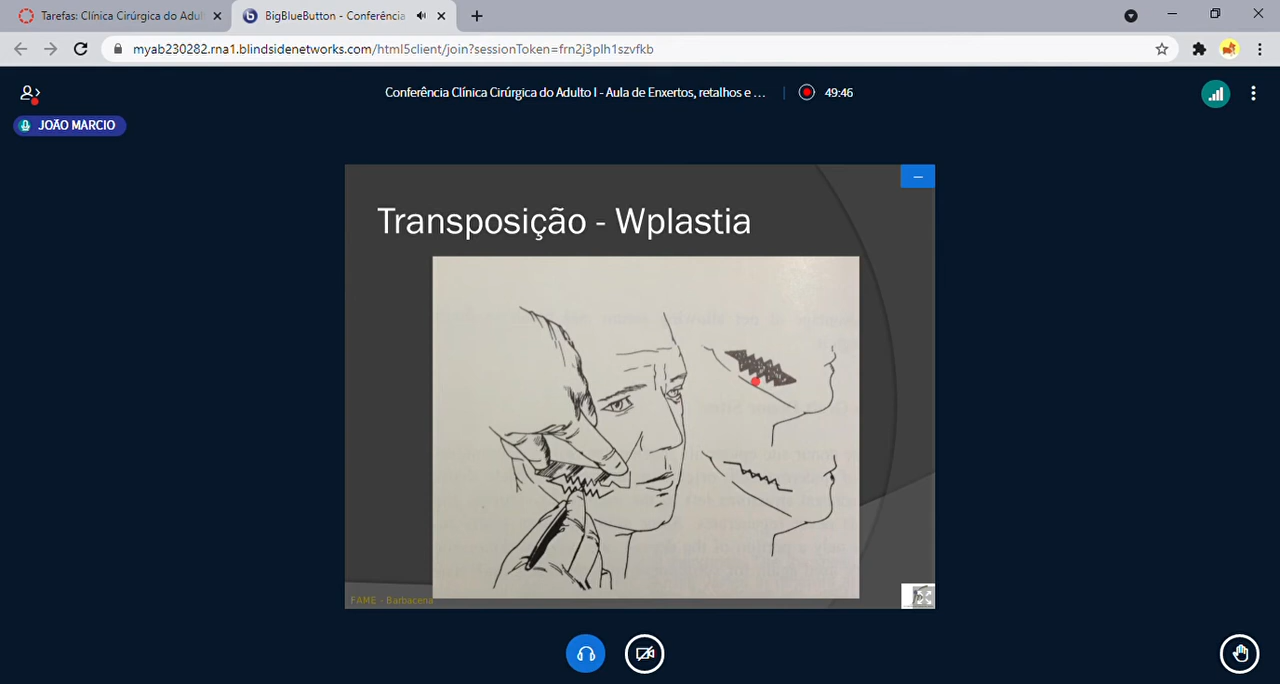 Tarefas: Clínica Cirúrgica do Adul
BigBlueButton - Conferência
myab230282.rna1.blindsidenetworks.com/html5client/join?sessionToken=frn2j3plh1szvfkb
Conferência Clínica Cirúrgica do Adulto I - Aula de Enxertos, retalhos e ...
49:46
JOÃO MARCIO
Transposição - Wplastia
FAME - Barbacena